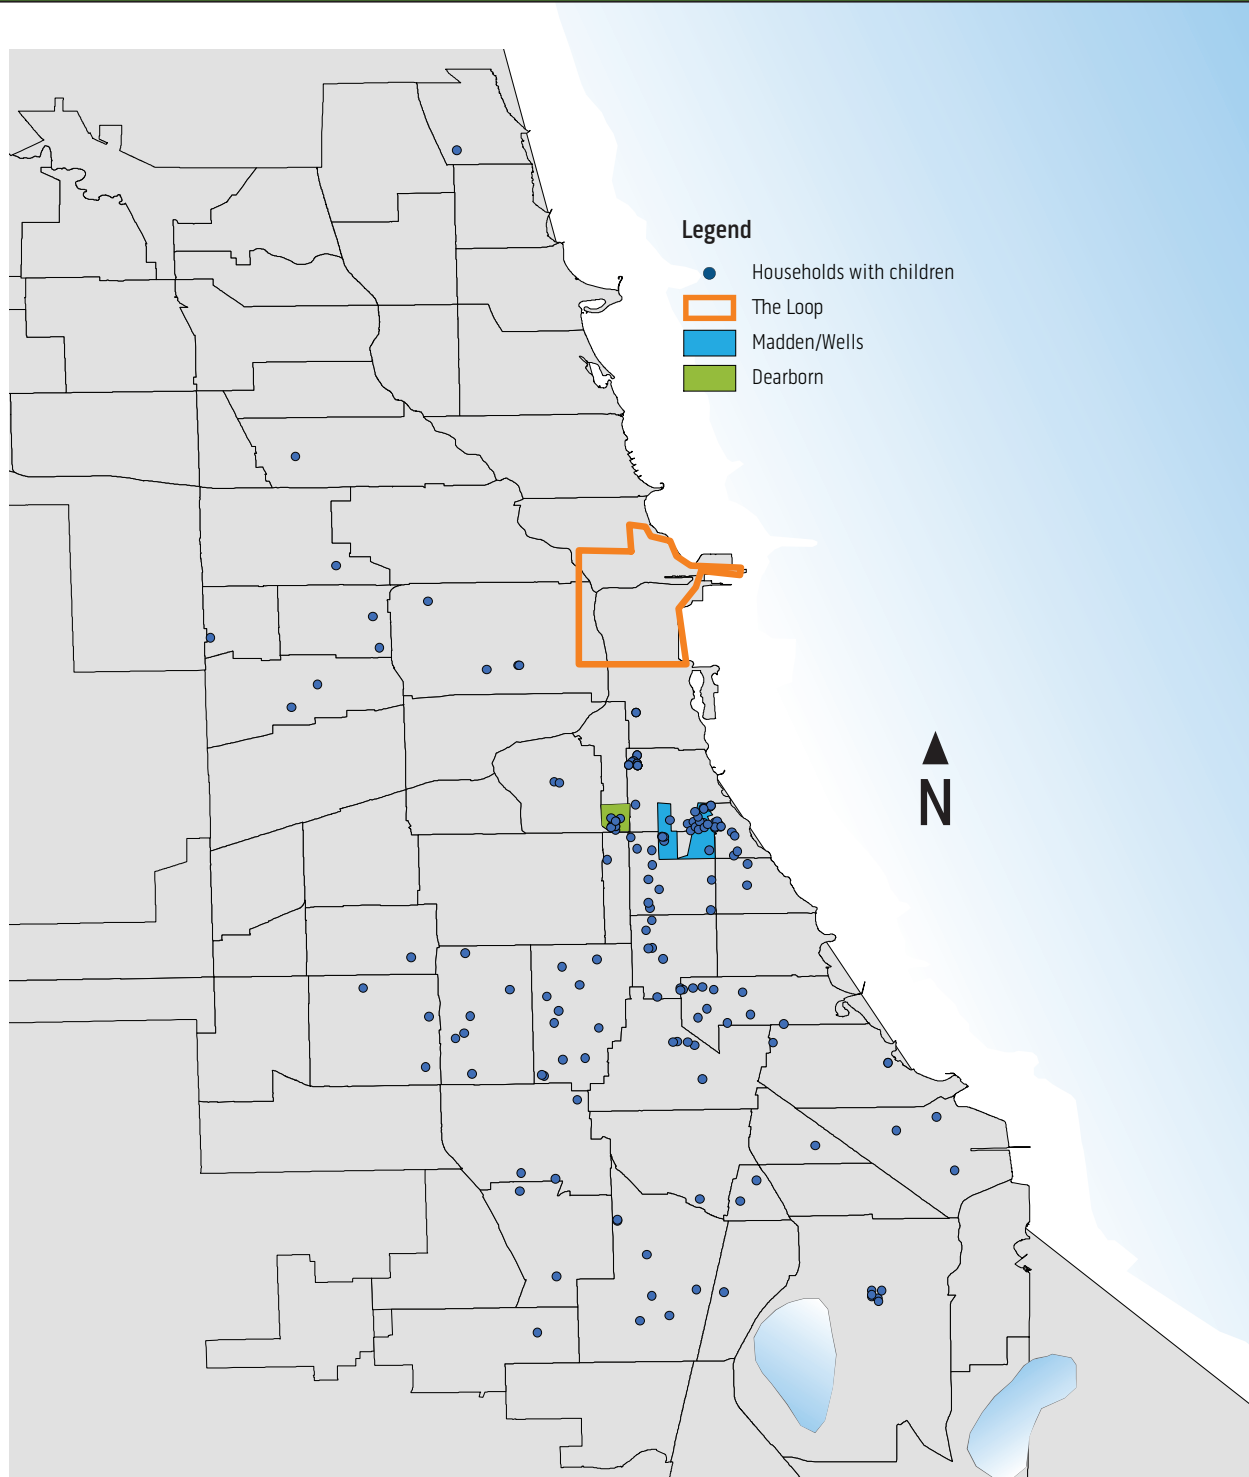 Legend
Households with children
The Loop
Madden/Wells
Dearborn
N